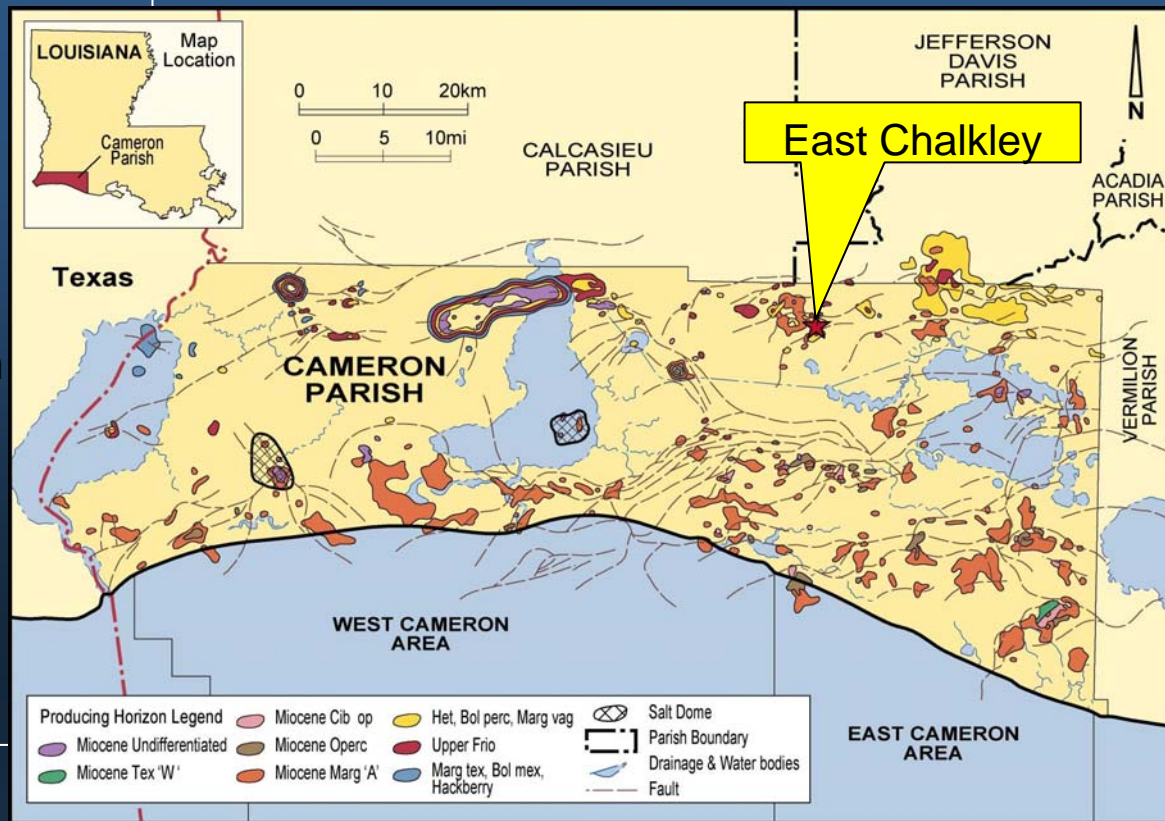 LOUISIANA
Map
Location
Cameron
Parish
0 10 20km
0 5 10mi
JEFFERSON
DAVIS
PARISH
N
East Chalkley
CALCASIEU
PARISH
ACADIA
PARISH
Texas
CAMERON
PARISH
VERMILION
PARISH
WEST CAMERON
AREA
EAST CAMERON
AREA
Producing Horizon Legend
Miocene Undifferentiated
Miocene Tex 'W'
Miocene Cib op
Miocene Operc
Miocene Marg 'A'
Het, Bol perc, Marg vag
Upper Frio
Marg tex, Bol mex,
Hackberry
Salt Dome
Parish Boundary
Drainage & Water bodies
Fault